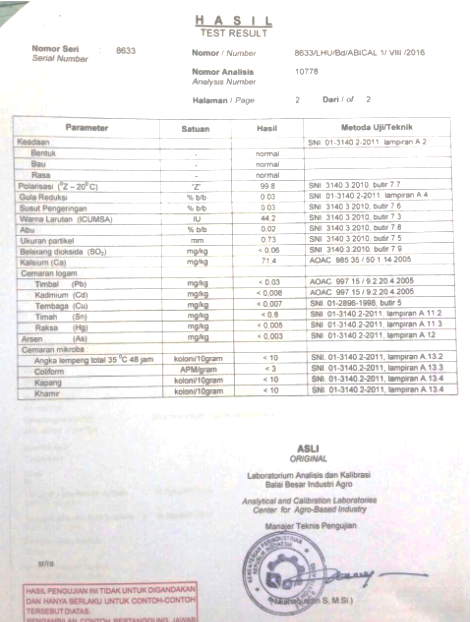 H A S I L
TEST RESULT
Nomor Seri : 8633
Serial Number
Nomor / Number 8633/LHU/Bd/ABICAL 1/ VIII /2016
Nomor Analisis 10778
Analysis Number
Halaman / Page 2 Dari / of 2
Parameter Satuan Hasil Metoda Uji/Teknik
Keadaan SNI 01-3140 2-2011 lampiran A 2
Bentuk - normal
Bau - normal
Rasa - normal
Polarisasi (⁰Z – 20⁰C) ⁰Z 99.8 SNI 3140 3 2010, butir 7 7
Gula Reduksi % b/b 0 03 SNI 01-3140 2-2011 lampiran A 4
Susut Pengeringan % b/b 0 03 SNI 3140 3 2010, butir 7 6
Warna Larutan (ICUMSA) IU 44.2 SNI 3140 3 2010, butir 7 3
Abu % b/b 0.02 SNI 3140 3 2010, butir 7 8
Ukuran partikel mm 0 73 SNI 3140 3 2010, butir 7 5
Belerang dioksida (SO₂) mg/kg < 0.06 SNI 3140 3 2010, butir 7 9
Kalsium (Ca) mg/kg 71.4 AOAC 985 35 / 50 1 14 2005
Cemaran logam
Timbal (Pb) mg/kg < 0.03 AOAC 997 15 / 9 2 20 4 2005
Kadmium (Cd) mg/kg < 0,006 AOAC 997.15 / 9 2 20 4 2005
Tembaga (Cu) mg/kg < 0,007 SNI 01-2896-1998, butir 5
Timah (Sn) mg/kg < 0.8 SNI 01-3140 2-2011, lampiran A 11 2
Raksa (Hg) mg/kg < 0.005 SNI 01-3140 2-2011, lampiran A 11 3
Arsen (As) mg/kg < 0,003 SNI 01-3140 2-2011, lampiran A 12
Cemaran mikroba
Angka lempeng total 35 ⁰C 48 jam koloni/10gram < 10 SNI 01-3140.2-2011, lampiran A.13.2
Coliform APM/gram < 3 SNI 01-3140.2-2011, lampiran A 13 3
Kapang koloni/10gram < 10 SNI 01-3140.2-2011, lampiran A.13.4
Khamir koloni/10gram < 10 SNI 01-3140.2-2011, lampiran A 13.4
ASLI
ORIGINAL
Laboratorium Analisis dan Kalibrasi
Balai Besar Industri Agro
Analytical and Calibration Laboratories
Center for Agro-Based Industry
Manajer Teknis Pengujian
S, M.Si )
HASIL PENGUJIAN INI TIDAK UNTUK DIGANDAKAN
DAN HANYA BERLAKU UNTUK CONTOH-CONTOH
TERSEBUT DIATAS.
PENGAMBILAN CONTOH BERTANGGUNG JAWAB